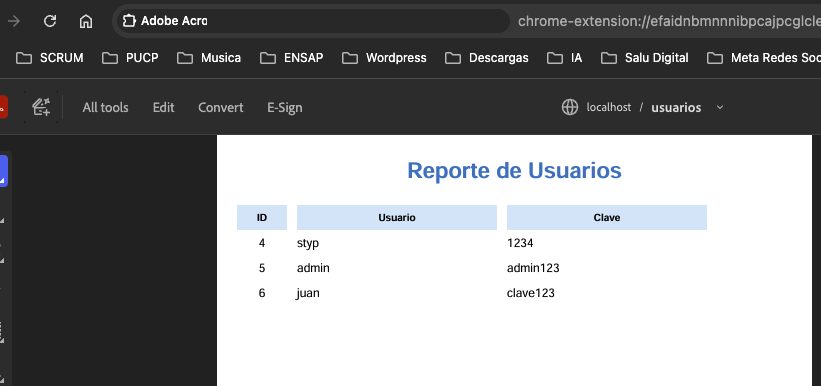 Adobe Acro chrome-extension://efaidnbmnnnibpcajpcglcle
SCRUM PUCP Musica ENSAP Wordpress Descargas IA Salu Digital Meta Redes Soc
All tools Edit Convert E-Sign localhost / usuarios
Reporte de Usuarios
ID Usuario Clave
4 styp 1234
5 admin admin123
6 juan clave123